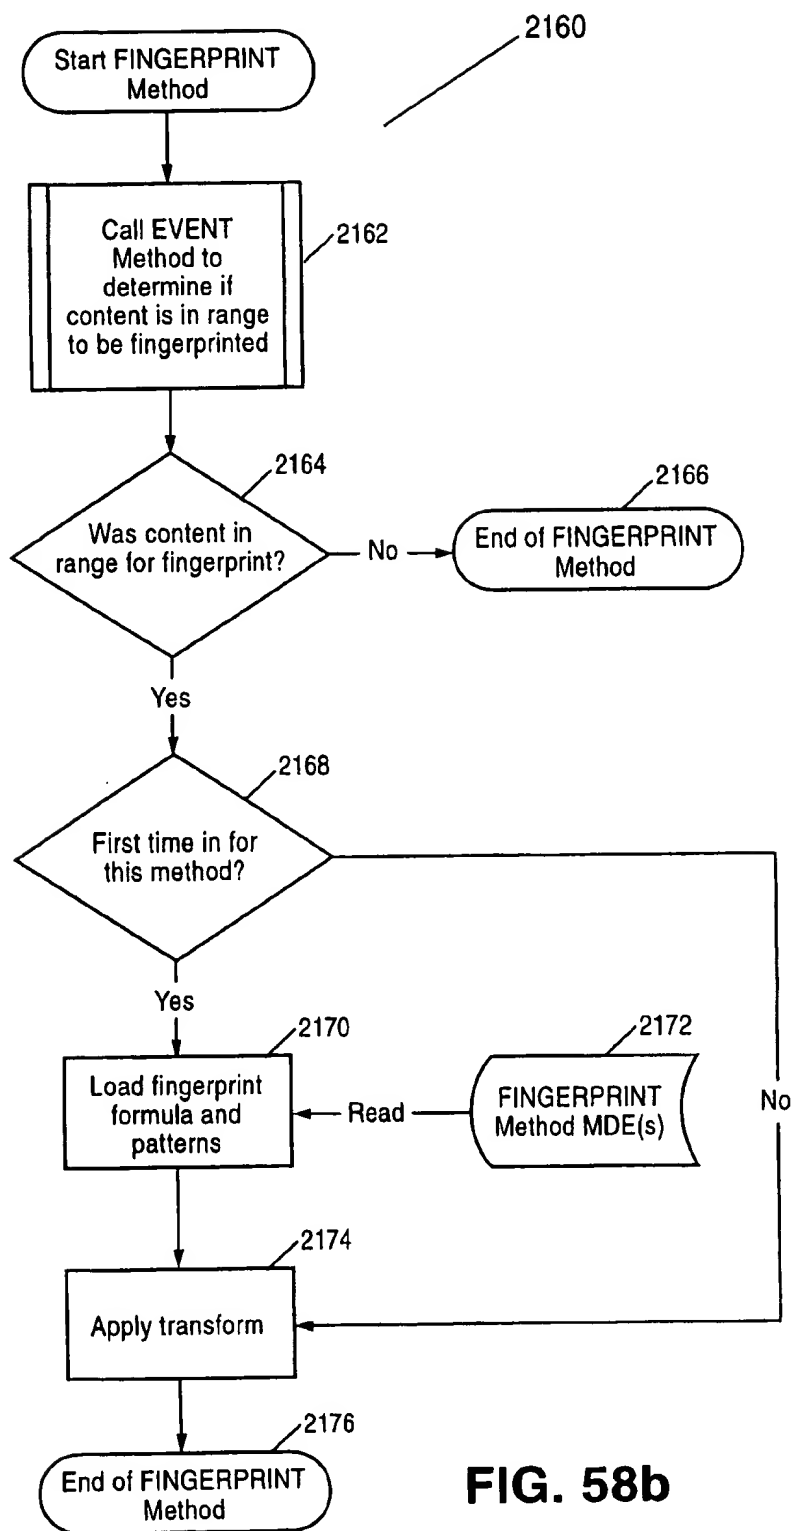 2160
Start FINGERPRINT
Method
Call EVENT
Method to
determine if
content is in range
to be fingerprinted
2162
2164
Was content in
range for fingerprint?
No
2166
End of FINGERPRINT
Method
Yes
2168
First time in for
this method?
Yes
2170
Load fingerprint
formula and
patterns
Read
2172
FINGERPRINT
Method MDE(s)
No
2174
Apply transform
2176
End of FINGERPRINT
Method
FIG. 58b